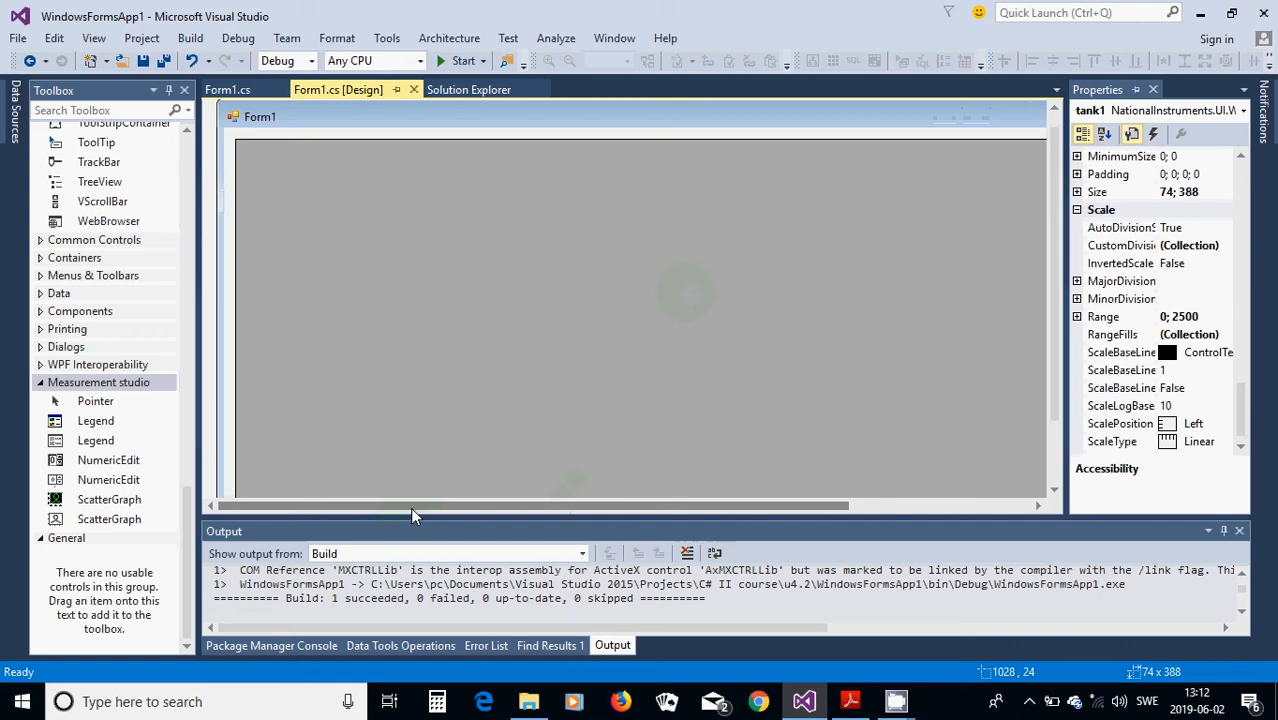 WindowsFormsApp1 - Microsoft Visual Studio
Quick Launch (Ctrl+Q)
File Edit View Project Build Debug Team Format Tools Architecture Test Analyze Window Help
Sign in
Debug Any CPU Start
Data Sources
Toolbox
Search Toolbox
ToolStripContainer
ToolTip
TrackBar
TreeView
VScrollBar
WebBrowser
Common Controls
Containers
Menus & Toolbars
Data
Components
Printing
Dialogs
WPF Interoperability
Measurement studio
Pointer
Legend
Legend
NumericEdit
NumericEdit
ScatterGraph
ScatterGraph
General
There are no usable
controls in this group.
Drag an item onto this
text to add it to the
toolbox.
Form1.cs Form1.cs [Design] Solution Explorer
Form1
Properties
tank1 NationalInstruments.UI.W
MinimumSize 0; 0
Padding 0; 0; 0; 0
Size 74; 388
Scale
AutoDivisionS True
CustomDivisi (Collection)
InvertedScale False
MajorDivision
MinorDivision
Range 0; 2500
RangeFills (Collection)
ScaleBaseLine ControlTe
ScaleBaseLine 1
ScaleBaseLine False
ScaleLogBase 10
ScalePosition Left
ScaleType Linear
Accessibility
Notifications
Output
Show output from: Build
1> COM Reference 'MXCTRLLib' is the interop assembly for ActiveX control 'AxMXCTRLLib' but was marked to be linked by the compiler with the /link flag. Thi
1> WindowsFormsApp1 -> C:\Users\pc\Documents\Visual Studio 2015\Projects\C# II course\u4.2\WindowsFormsApp1\bin\Debug\WindowsFormsApp1.exe
========== Build: 1 succeeded, 0 failed, 0 up-to-date, 0 skipped ==========
Package Manager Console Data Tools Operations Error List Find Results 1 Output
Ready 1028 , 24 74 x 388
Type here to search
2
SWE
13:12
2019-06-02
6